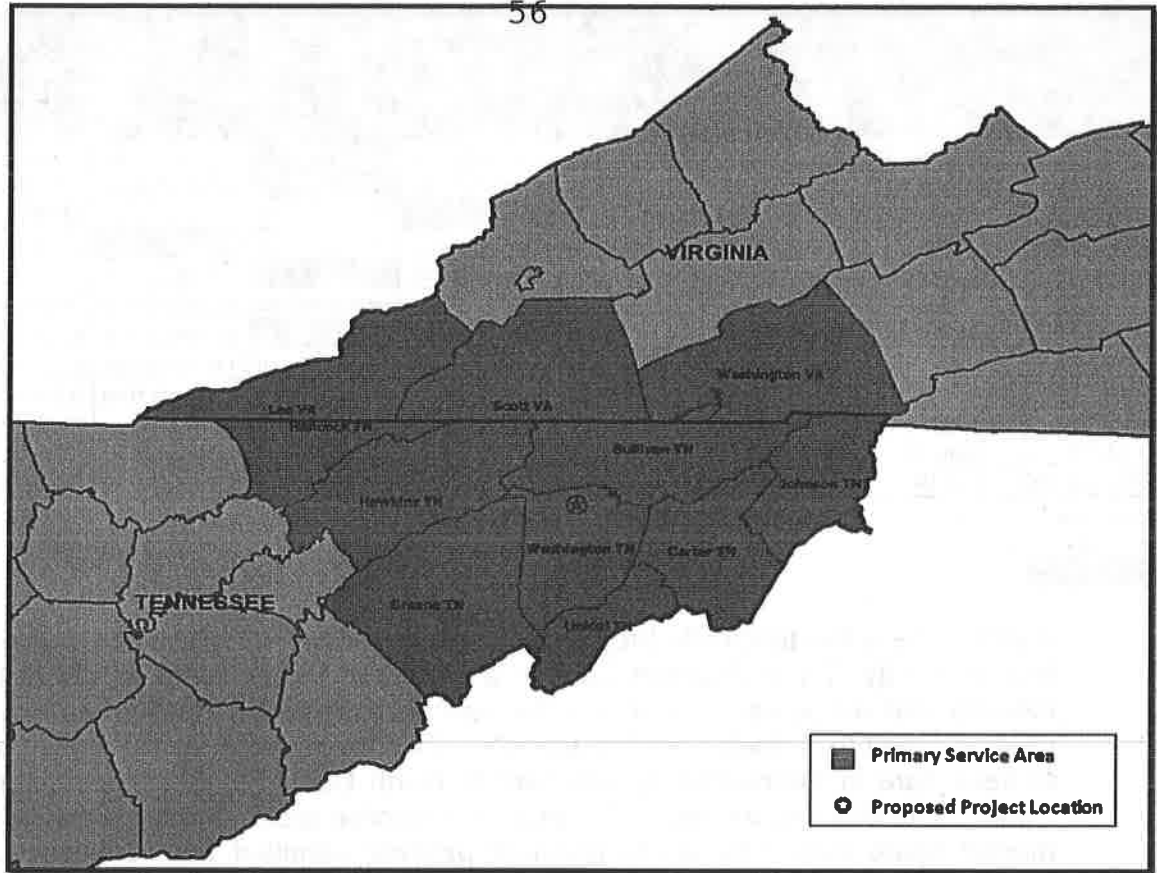 56
VIRGINIA
Washington VA
Lee VA
Scott VA
Hancock TN
Sullivan TN
Johnson TN
Hawkins TN
Washington TN
Carter TN
TENNESSEE
Greene TN
Unicoi TN
Primary Service Area
Proposed Project Location